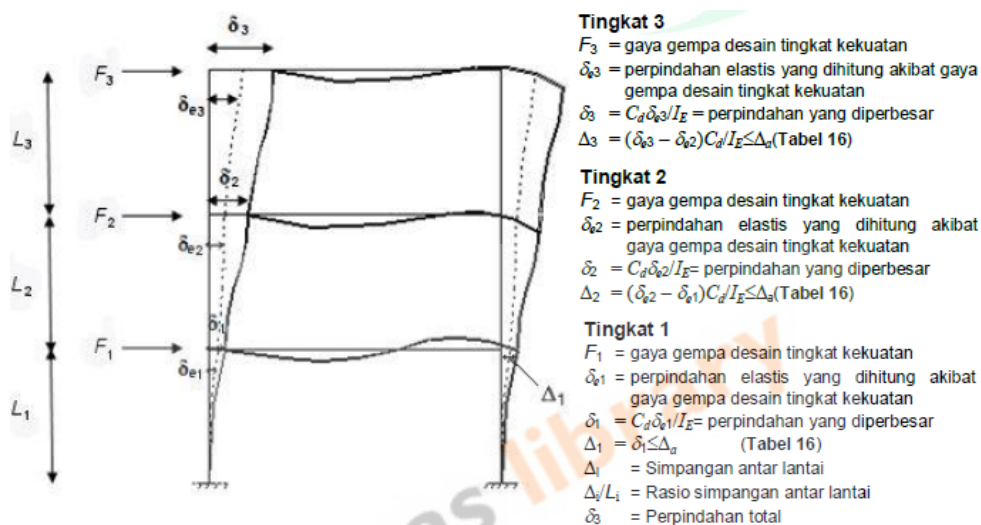 δ3
F3
δe3
L3
δ2
F2
δe2
L2
δ1
F1
δe1
Δ1
L1
Tingkat 3
F3 = gaya gempa desain tingkat kekuatan
δe3 = perpindahan elastis yang dihitung akibat gaya
gempa desain tingkat kekuatan
δ3 = Cdδe3/IE = perpindahan yang diperbesar
Δ3 = (δe3 − δe2)Cd/IE≤Δa(Tabel 16)
Tingkat 2
F2 = gaya gempa desain tingkat kekuatan
δe2 = perpindahan elastis yang dihitung akibat
gaya gempa desain tingkat kekuatan
δ2 = Cdδe2/IE= perpindahan yang diperbesar
Δ2 = (δe2 − δe1)Cd/IE≤Δa(Tabel 16)
Tingkat 1
F1 = gaya gempa desain tingkat kekuatan
δe1 = perpindahan elastis yang dihitung akibat
gaya gempa desain tingkat kekuatan
δ1 = Cdδe1/IE= perpindahan yang diperbesar
Δ1 = δ1≤Δa (Tabel 16)
Δi = Simpangan antar lantai
Δi/Li = Rasio simpangan antar lantai
δ3 = Perpindahan total
library